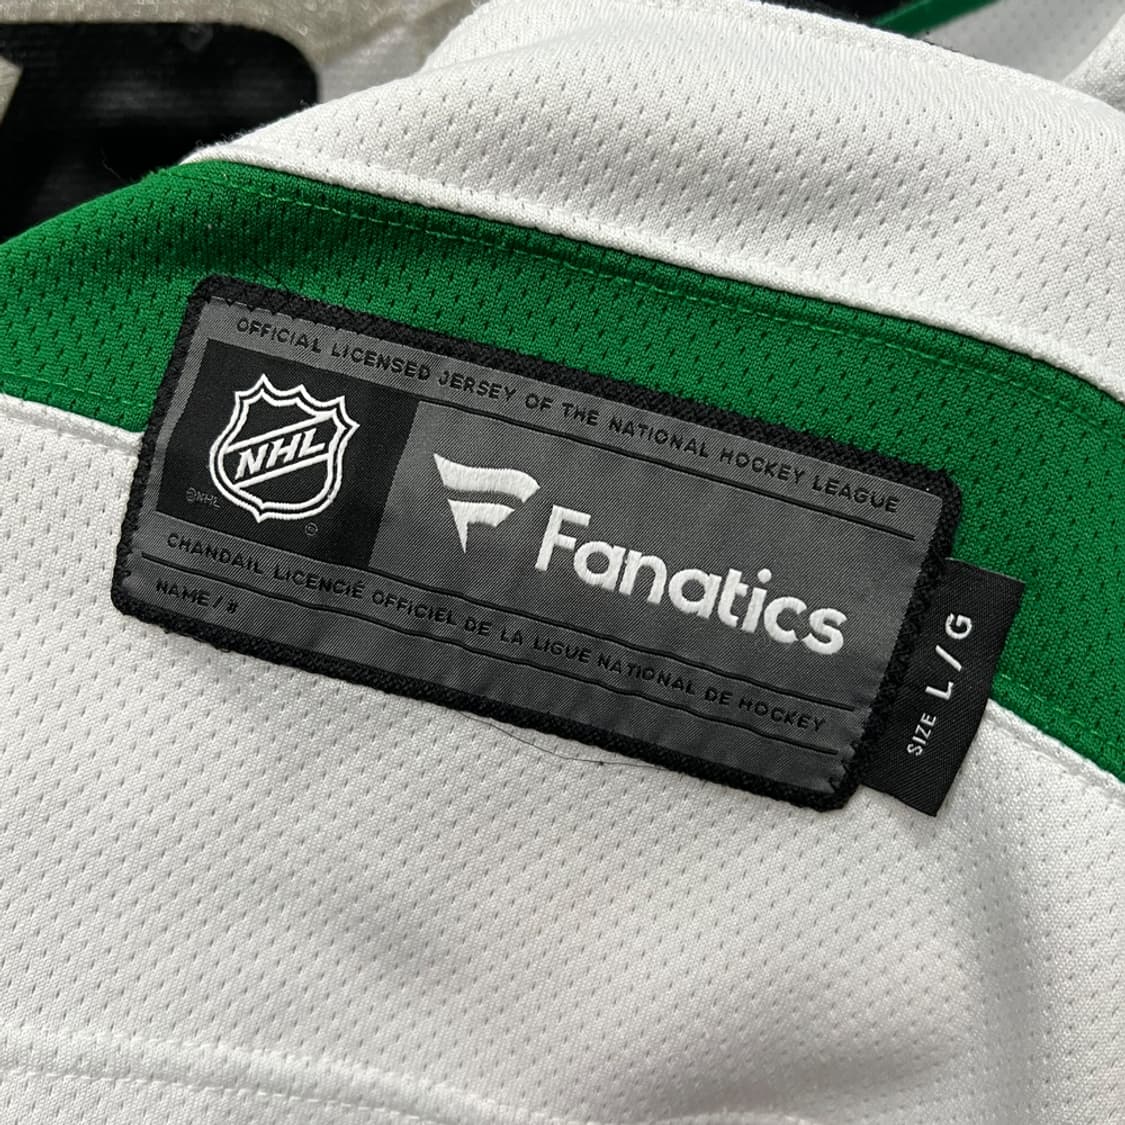 OFFICIAL LICENSED JERSEY OF THE NATIONAL HOCKEY LEAGUE
NHL
©NHL
®
Fanatics
CHANDAIL LICENCIÉ OFFICIEL DE LA LIGUE NATIONAL DE HOCKEY
NAME / #
SIZE L / G